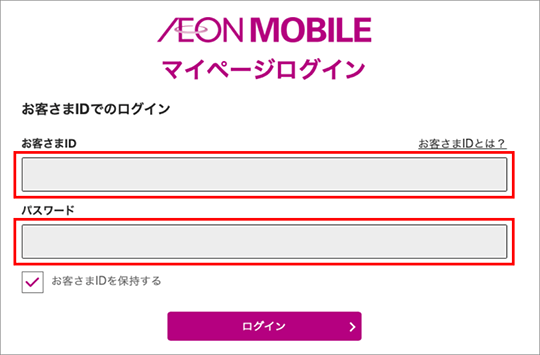 ÆON MOBILE
マイページログイン
お客さまIDでのログイン
お客さまID
お客さまIDとは？
パスワード
お客さまIDを保持する
ログイン